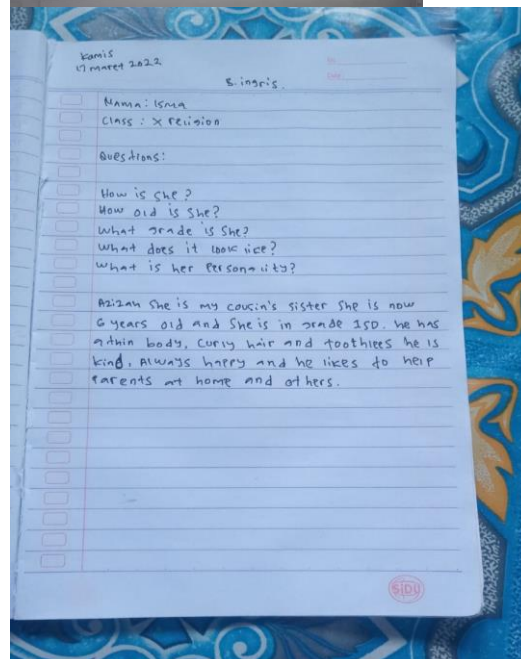 Kamis
17 maret 2022
No.
Date.
B. ingris.
Nama : Isma
Class : X religion
Questions:
How is she ?
How old is she?
What grade is she?
What does it look lice?
What is her Personality?
Azizah She is my cousin's sister she is now
6 years old and she is in grade 1SD. he has
a thin body, curly hair and toothlees he is
kind, Always happy and he likes to help
Parents at home and others.
SIDU